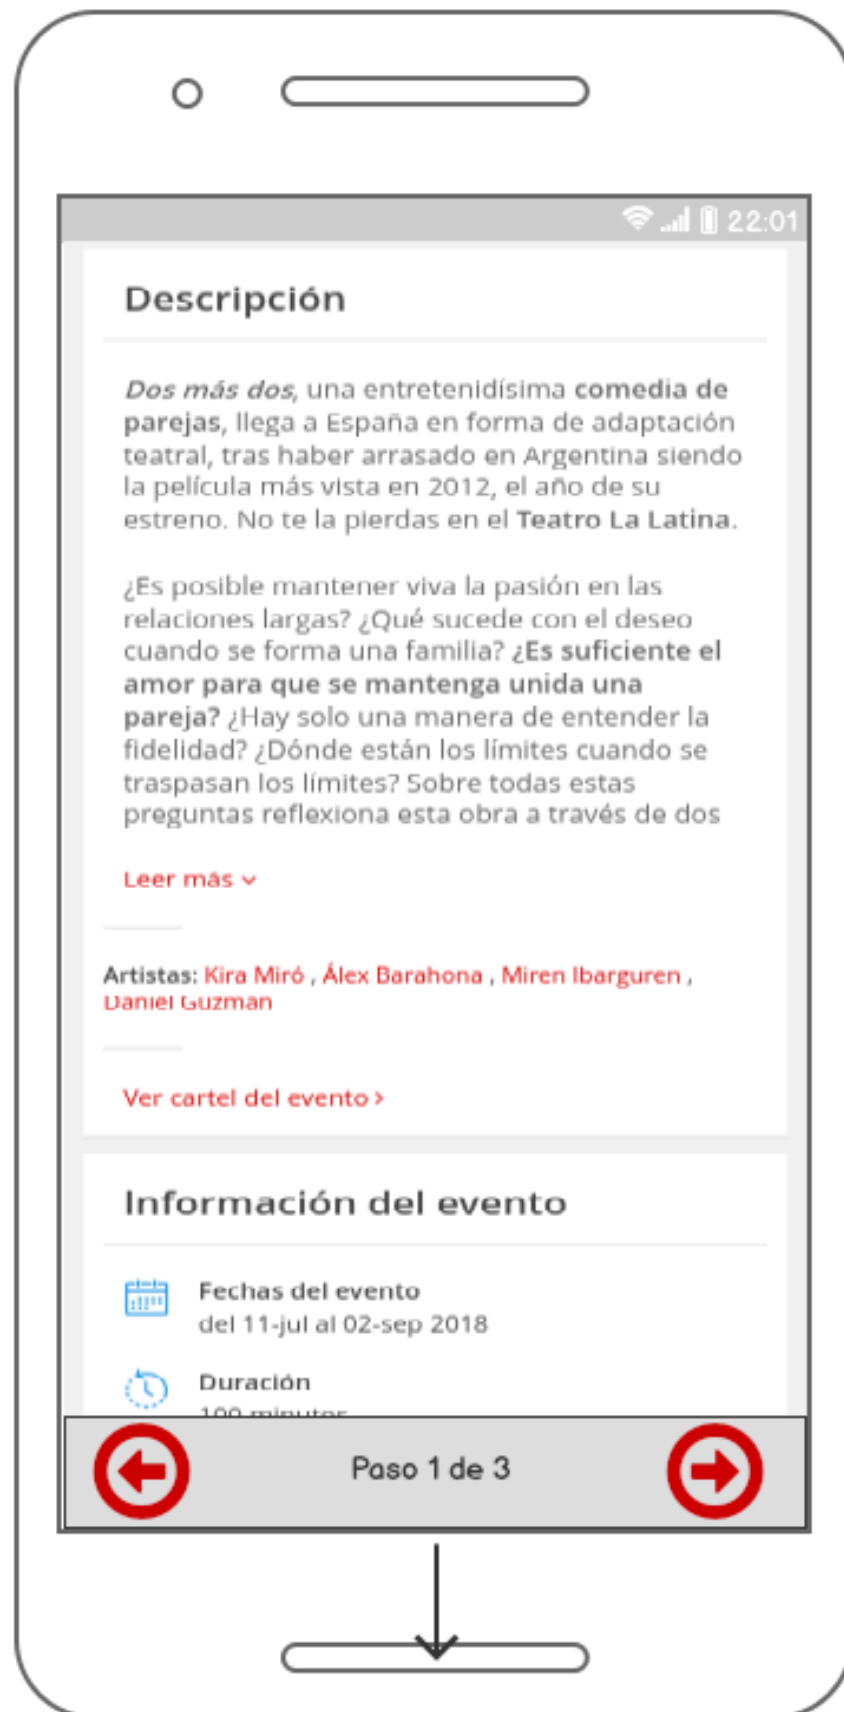 22:01
Descripción
Dos más dos, una entretenidísima comedia de
parejas, llega a España en forma de adaptación
teatral, tras haber arrasado en Argentina siendo
la película más vista en 2012, el año de su
estreno. No te la pierdas en el Teatro La Latina.
¿Es posible mantener viva la pasión en las
relaciones largas? ¿Qué sucede con el deseo
cuando se forma una familia? ¿Es suficiente el
amor para que se mantenga unida una
pareja? ¿Hay solo una manera de entender la
fidelidad? ¿Dónde están los límites cuando se
traspasan los límites? Sobre todas estas
preguntas reflexiona esta obra a través de dos
Leer más
Artistas: Kira Miró , Álex Barahona , Miren Ibarguren ,
Daniel Guzmán
Ver cartel del evento >
Información del evento
Fechas del evento
del 11-jul al 02-sep 2018
Duración
100 minutos
Paso 1 de 3